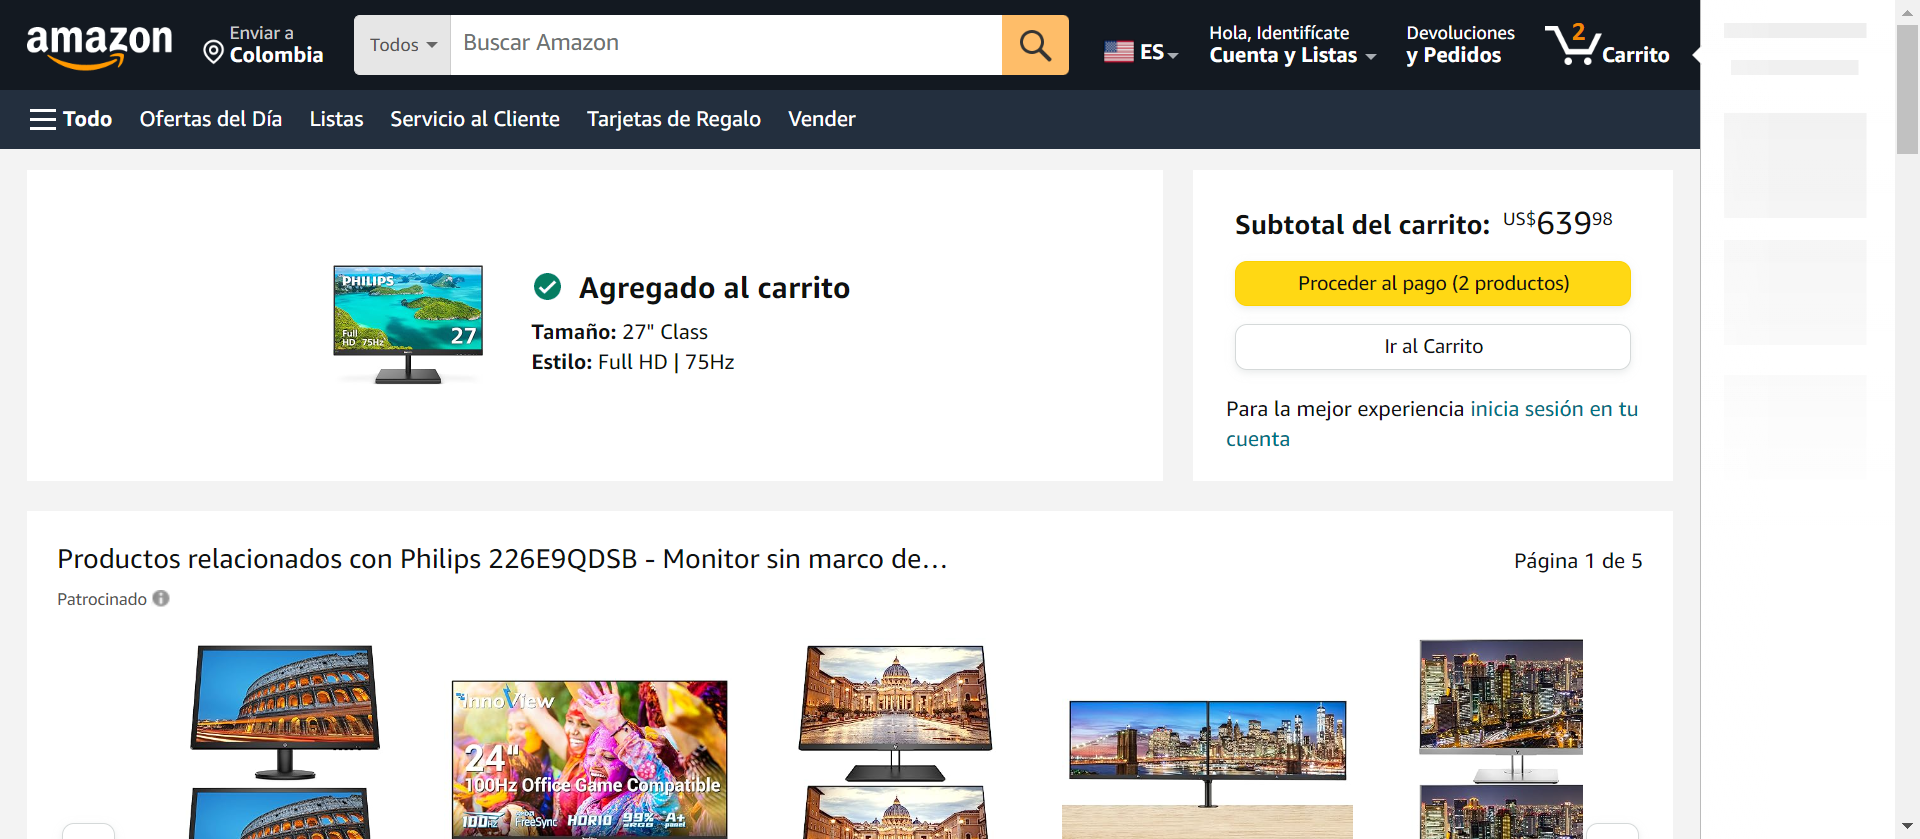 amazon
Enviar a
Colombia
Todos
Buscar Amazon
ES
Hola, Identifícate
Cuenta y Listas
Devoluciones
y Pedidos
2
Carrito
Todo
Ofertas del Día
Listas
Servicio al Cliente
Tarjetas de Regalo
Vender
PHILIPS
Full
HD 75Hz
27
Agregado al carrito
Tamaño: 27" Class
Estilo: Full HD | 75Hz
Subtotal del carrito: US$63998
Proceder al pago (2 productos)
Ir al Carrito
Para la mejor experiencia inicia sesión en tu
cuenta
Productos relacionados con Philips 226E9QDSB - Monitor sin marco de…
Página 1 de 5
Patrocinado
InnoView
24"
100Hz Office Game Compatible
100Hz FreeSync HDR10 99% sRGB A+ panel